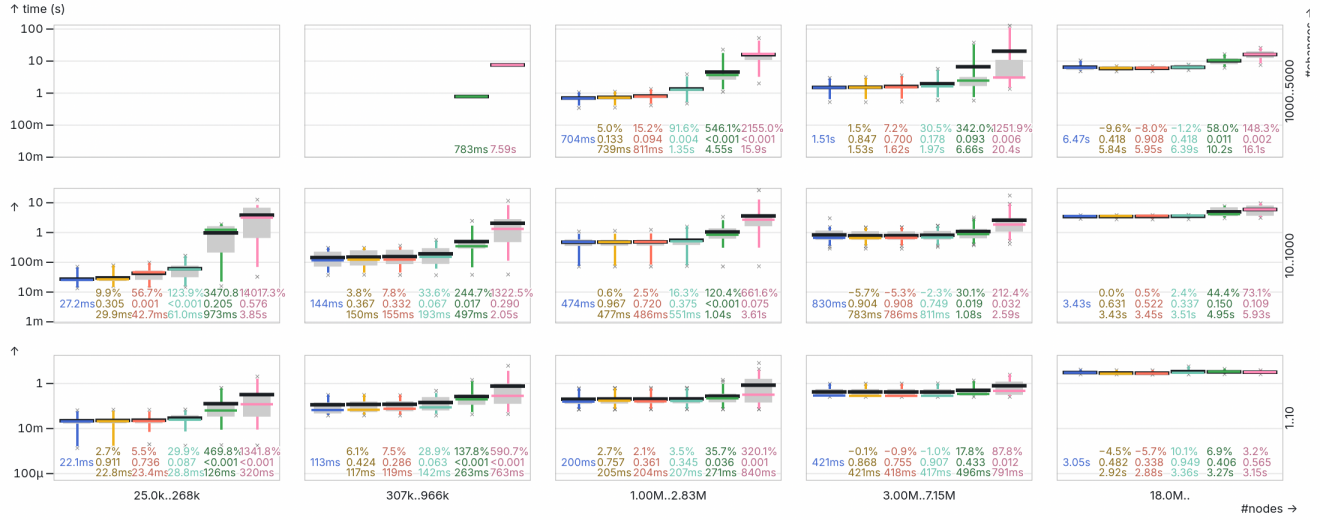 ↑ time (s)
#changes →
100
10
1
100m
10m
783ms 7.59s
5.0% 15.2% 91.6% 546.1% 2155.0%
0.133 0.094 0.004 <0.001 <0.001
704ms 739ms 811ms 1.35s 4.55s 15.9s
1.5% 7.2% 30.5% 342.0% 1251.9%
0.847 0.700 0.178 0.093 0.006
1.51s 1.53s 1.62s 1.97s 6.66s 20.4s
−9.6% −8.0% −1.2% 58.0% 148.3%
0.418 0.908 0.418 0.011 0.002
6.47s 5.84s 5.95s 6.39s 10.2s 16.1s
1000..5000
↑
10
1
100m
10m
1m
9.9% 56.7% 123.9% 3470.8% 14017.3%
0.305 0.001 <0.001 0.205 0.576
27.2ms 29.9ms 42.7ms 61.0ms 973ms 3.85s
3.8% 7.8% 33.6% 244.7% 1322.5%
0.367 0.332 0.067 0.017 0.290
144ms 150ms 155ms 193ms 497ms 2.05s
0.6% 2.5% 16.3% 120.4% 661.6%
0.967 0.720 0.375 <0.001 0.075
474ms 477ms 486ms 551ms 1.04s 3.61s
−5.7% −5.3% −2.3% 30.1% 212.4%
0.904 0.908 0.749 0.019 0.032
830ms 783ms 786ms 811ms 1.08s 2.59s
0.0% 0.5% 2.4% 44.4% 73.1%
0.631 0.522 0.337 0.150 0.109
3.43s 3.43s 3.45s 3.51s 4.95s 5.93s
10..1000
↑
1
10m
100µ
2.7% 5.5% 29.9% 469.8% 1341.8%
0.911 0.736 0.087 <0.001 <0.001
22.1ms 22.8ms 23.4ms 28.8ms 126ms 320ms
6.1% 7.5% 28.9% 137.8% 590.7%
0.424 0.286 0.063 <0.001 <0.001
113ms 117ms 119ms 142ms 263ms 763ms
2.7% 2.1% 3.5% 35.7% 320.1%
0.757 0.361 0.345 0.036 0.001
200ms 205ms 204ms 207ms 271ms 840ms
−0.1% −0.9% −1.0% 17.8% 87.8%
0.868 0.755 0.907 0.433 0.012
421ms 421ms 418ms 417ms 496ms 791ms
−4.5% −5.7% 10.1% 6.9% 3.2%
0.482 0.338 0.949 0.406 0.565
3.05s 2.92s 2.88s 3.36s 3.27s 3.15s
1..10
25.0k..268k
307k..966k
1.00M..2.83M
3.00M..7.15M
18.0M..
#nodes →